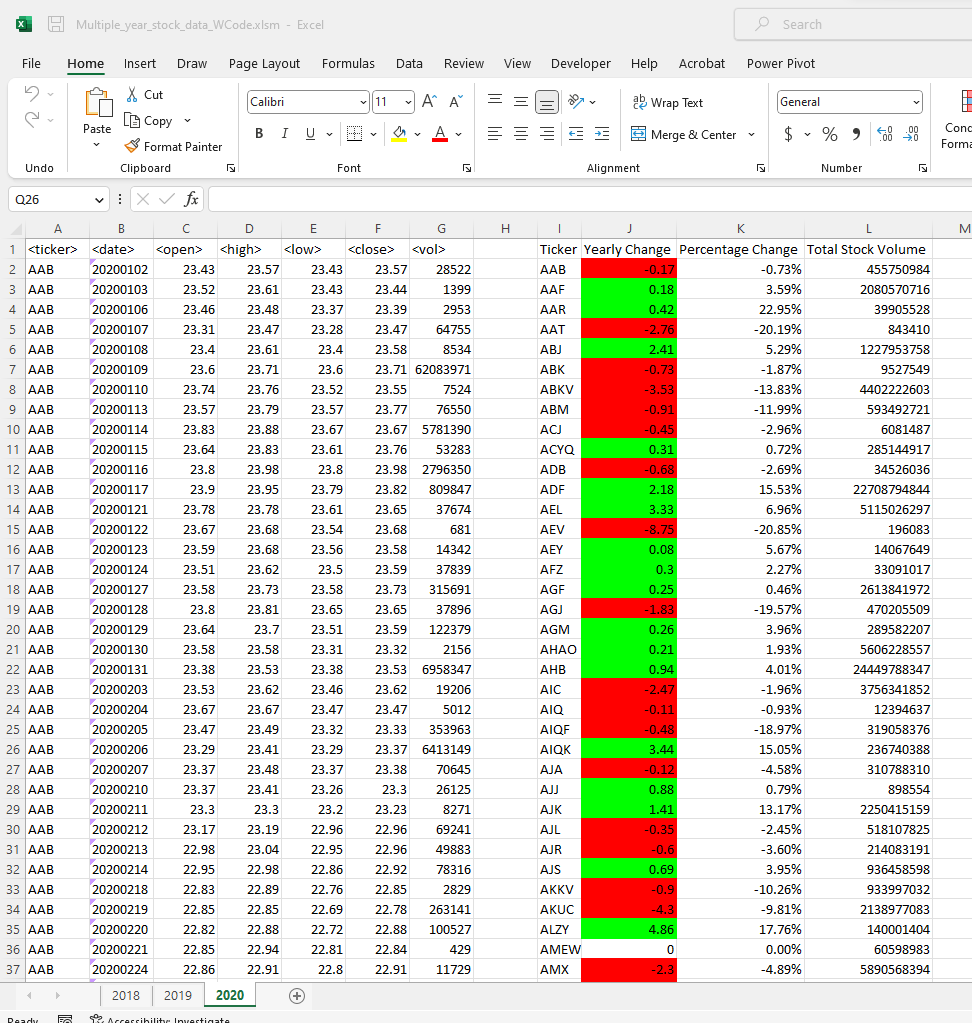 Multiple_year_stock_data_WCode.xlsm - Excel
Search
File Home Insert Draw Page Layout Formulas Data Review View Developer Help Acrobat Power Pivot
Cut
Calibri 11 A A
ab Wrap Text
General
Paste
Copy
Conc
B I U A
Merge & Center
$ % 9
Format Painter
Forma
Undo Clipboard Font Alignment Number
Q26 fx
A B C D E F G H I J K L M
1 <ticker> <date> <open> <high> <low> <close> <vol> Ticker Yearly Change Percentage Change Total Stock Volume
2 AAB 20200102 23.43 23.57 23.43 23.57 28522 AAB -0.17 -0.73% 455750984
3 AAB 20200103 23.52 23.61 23.43 23.44 1399 AAF 0.18 3.59% 2080570716
4 AAB 20200106 23.46 23.48 23.37 23.39 2953 AAR 0.42 22.95% 39905528
5 AAB 20200107 23.31 23.47 23.28 23.47 64755 AAT -2.76 -20.19% 843410
6 AAB 20200108 23.4 23.61 23.4 23.58 8534 ABJ 2.41 5.29% 1227953758
7 AAB 20200109 23.6 23.71 23.6 23.71 62083971 ABK -0.73 -1.87% 9527549
8 AAB 20200110 23.74 23.76 23.52 23.55 7524 ABKV -3.53 -13.83% 4402222603
9 AAB 20200113 23.57 23.79 23.57 23.77 76550 ABM -0.91 -11.99% 593492721
10 AAB 20200114 23.83 23.88 23.67 23.67 5781390 ACJ -0.45 -2.96% 6081487
11 AAB 20200115 23.64 23.83 23.61 23.76 53283 ACYQ 0.31 0.72% 285144917
12 AAB 20200116 23.8 23.98 23.8 23.98 2796350 ADB -0.68 -2.69% 34526036
13 AAB 20200117 23.9 23.95 23.79 23.82 809847 ADF 2.18 15.53% 22708794844
14 AAB 20200121 23.78 23.78 23.61 23.65 37674 AEL 3.33 6.96% 5115026297
15 AAB 20200122 23.67 23.68 23.54 23.68 681 AEV -8.75 -20.85% 196083
16 AAB 20200123 23.59 23.68 23.56 23.58 14342 AEY 0.08 5.67% 14067649
17 AAB 20200124 23.51 23.62 23.5 23.59 37839 AFZ 0.3 2.27% 33091017
18 AAB 20200127 23.58 23.73 23.58 23.73 315691 AGF 0.25 0.46% 2613841972
19 AAB 20200128 23.8 23.81 23.65 23.65 37896 AGJ -1.83 -19.57% 470205509
20 AAB 20200129 23.64 23.7 23.51 23.59 122379 AGM 0.26 3.96% 289582207
21 AAB 20200130 23.58 23.58 23.31 23.32 2156 AHAO 0.21 1.93% 5606228557
22 AAB 20200131 23.38 23.53 23.38 23.53 6958347 AHB 0.94 4.01% 24449788347
23 AAB 20200203 23.53 23.62 23.46 23.62 19206 AIC -2.47 -1.96% 3756341852
24 AAB 20200204 23.67 23.67 23.47 23.47 5012 AIQ -0.11 -0.93% 12394637
25 AAB 20200205 23.47 23.49 23.32 23.33 353963 AIQF -0.48 -18.97% 319058376
26 AAB 20200206 23.29 23.41 23.29 23.37 6413149 AIQK 3.44 15.05% 236740388
27 AAB 20200207 23.37 23.48 23.37 23.38 70645 AJA -0.12 -4.58% 310788310
28 AAB 20200210 23.37 23.41 23.26 23.3 26125 AJJ 0.88 0.79% 898554
29 AAB 20200211 23.3 23.3 23.2 23.23 8271 AJK 1.41 13.17% 2250415159
30 AAB 20200212 23.17 23.19 22.96 22.96 69241 AJL -0.35 -2.45% 518107825
31 AAB 20200213 22.98 23.04 22.95 22.96 49883 AJR -0.6 -3.60% 214083191
32 AAB 20200214 22.95 22.98 22.86 22.92 78316 AJS 0.69 3.95% 936458598
33 AAB 20200218 22.83 22.89 22.76 22.85 2829 AKKV -0.9 -10.26% 933997032
34 AAB 20200219 22.85 22.85 22.69 22.78 263141 AKUC -4.3 -9.81% 2138977083
35 AAB 20200220 22.82 22.88 22.72 22.88 100527 ALZY 4.86 17.76% 140001404
36 AAB 20200221 22.85 22.94 22.81 22.84 429 AMEW 0 0.00% 60598983
37 AAB 20200224 22.86 22.91 22.8 22.91 11729 AMX -2.3 -4.89% 5890568394
2018 2019 2020
Ready Accessibility: Investigate